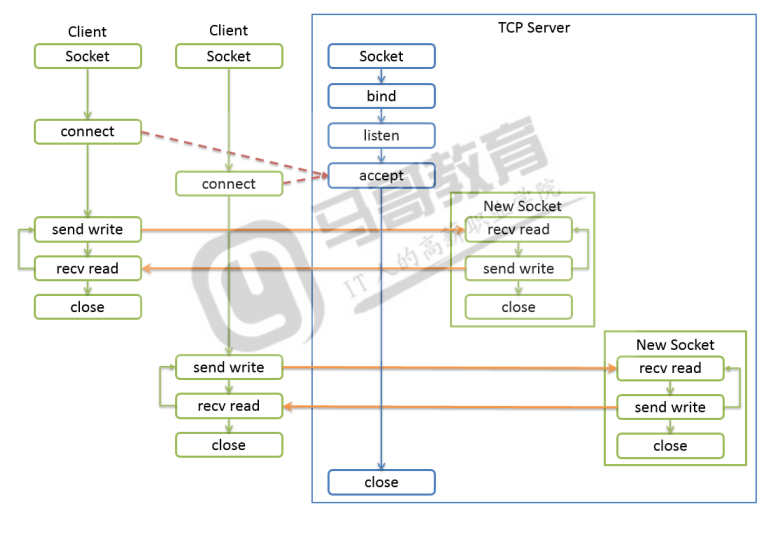 Client
Socket
connect
send write
recv read
close
Client
Socket
connect
send write
recv read
close
TCP Server
Socket
bind
listen
accept
close
New Socket
recv read
send write
close
New Socket
recv read
send write
close
马哥教育
IT人的高薪职业学院